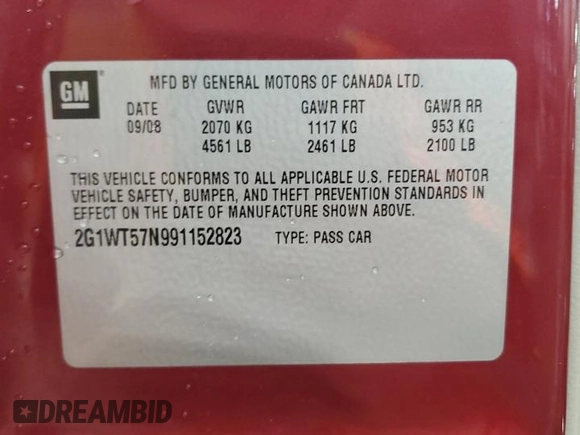 GM
MFD BY GENERAL MOTORS OF CANADA LTD.
DATE GVWR GAWR FRT GAWR RR
09/08 2070 KG 1117 KG 953 KG
4561 LB 2461 LB 2100 LB
THIS VEHICLE CONFORMS TO ALL APPLICABLE U.S. FEDERAL MOTOR
VEHICLE SAFETY, BUMPER, AND THEFT PREVENTION STANDARDS IN
EFFECT ON THE DATE OF MANUFACTURE SHOWN ABOVE.
2G1WT57N991152823 TYPE: PASS CAR
DREAMBID